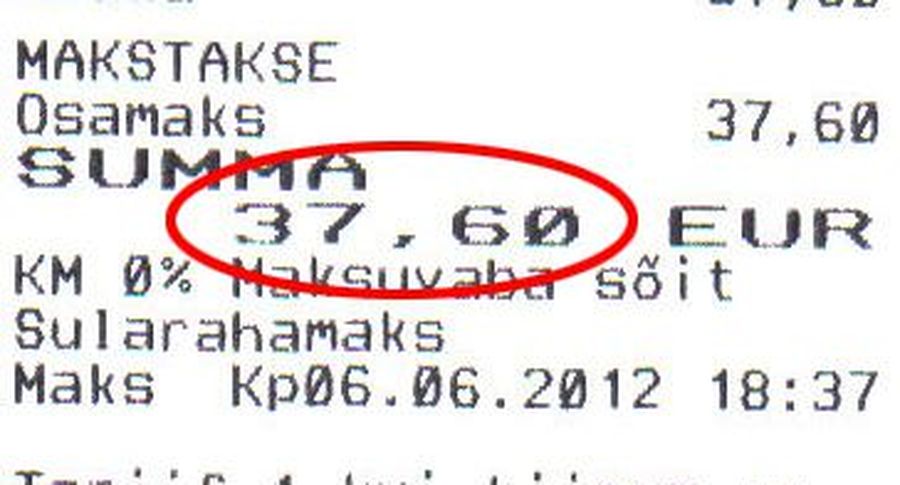 MAKSTAKSE
Osamaks 37,60
SUMMA
37,60 EUR
KM 0% Maksuvaba sõit
Sularahamaks
Maks Kp06.06.2012 18:37